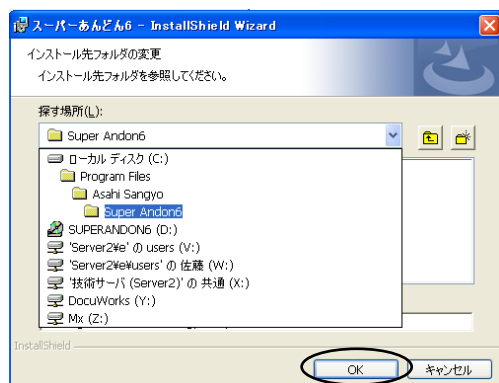 スーパーあんどん6 - InstallShield Wizard
インストール先フォルダの変更
インストール先フォルダを参照してください。
探す場所(L):
Super Andon6
ローカル ディスク (C:)
Program Files
Asahi Sangyo
Super Andon6
SUPERANDON6 (D:)
'Server2¥e' の users (V:)
'Server2¥e¥users' の 佐藤 (W:)
'技術サーバ (Server2)' の 共通 (X:)
DocuWorks (Y:)
Mx (Z:)
InstallShield
OK
キャンセル